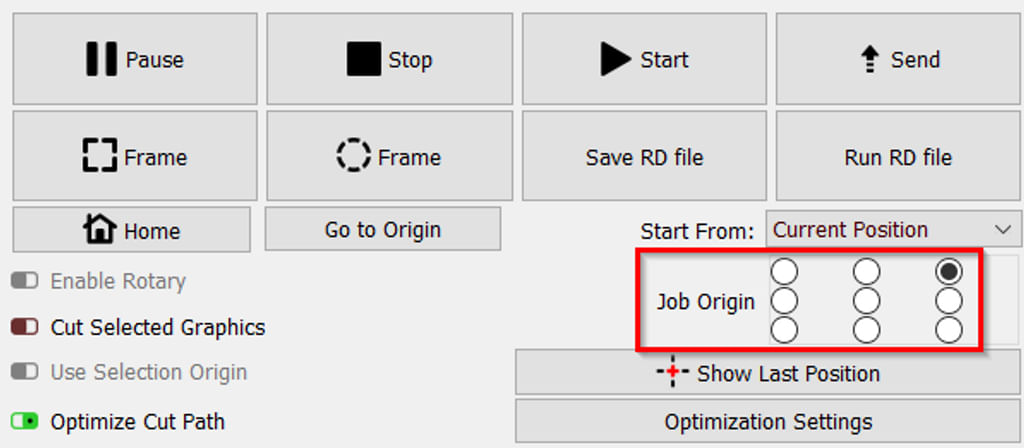 Pause
Stop
Start
Send
Frame
Frame
Save RD file
Run RD file
Home
Go to Origin
Start From:
Current Position
Enable Rotary
Job Origin
Cut Selected Graphics
Use Selection Origin
Show Last Position
Optimize Cut Path
Optimization Settings